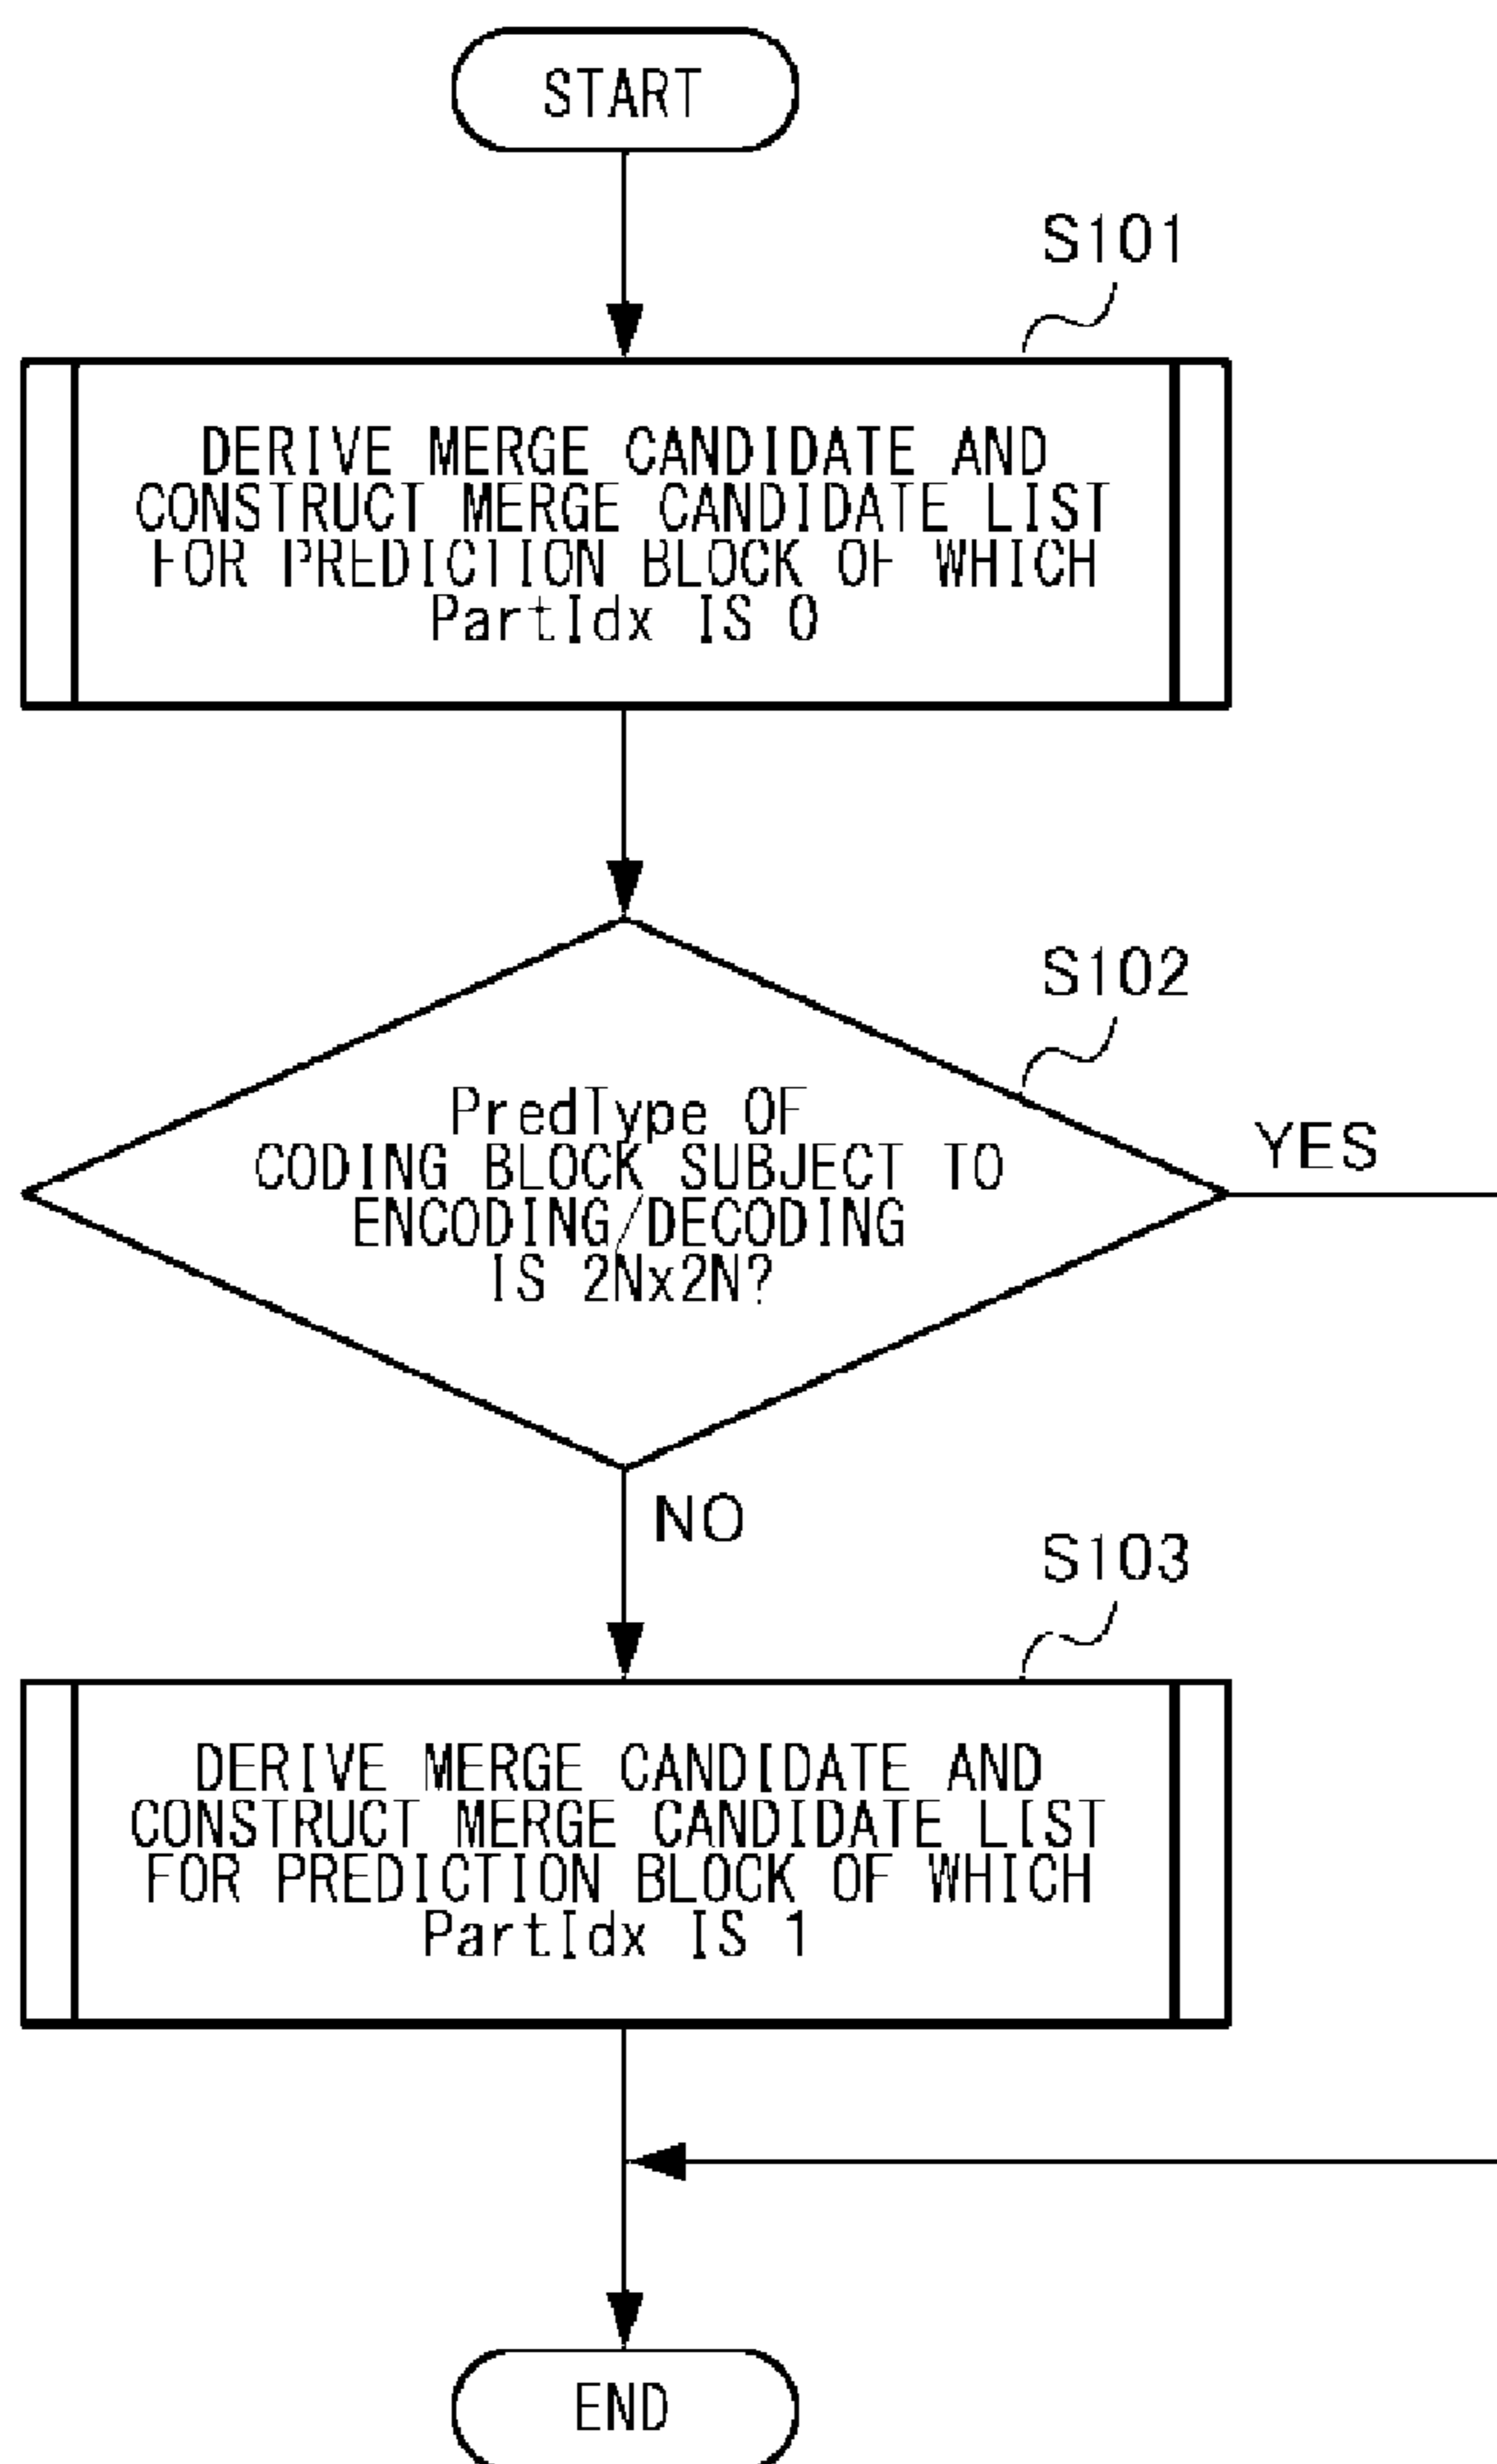 START
S101
DERIVE MERGE CANDIDATE AND
CONSTRUCT MERGE CANDIDATE LIST
FOR PREDICTION BLOCK OF WHICH
PartIdx IS 0
S102
PredType OF
CODING BLOCK SUBJECT TO
ENCODING/DECODING
IS 2Nx2N?
YES
NO
S103
DERIVE MERGE CANDIDATE AND
CONSTRUCT MERGE CANDIDATE LIST
FOR PREDICTION BLOCK OF WHICH
PartIdx IS 1
END